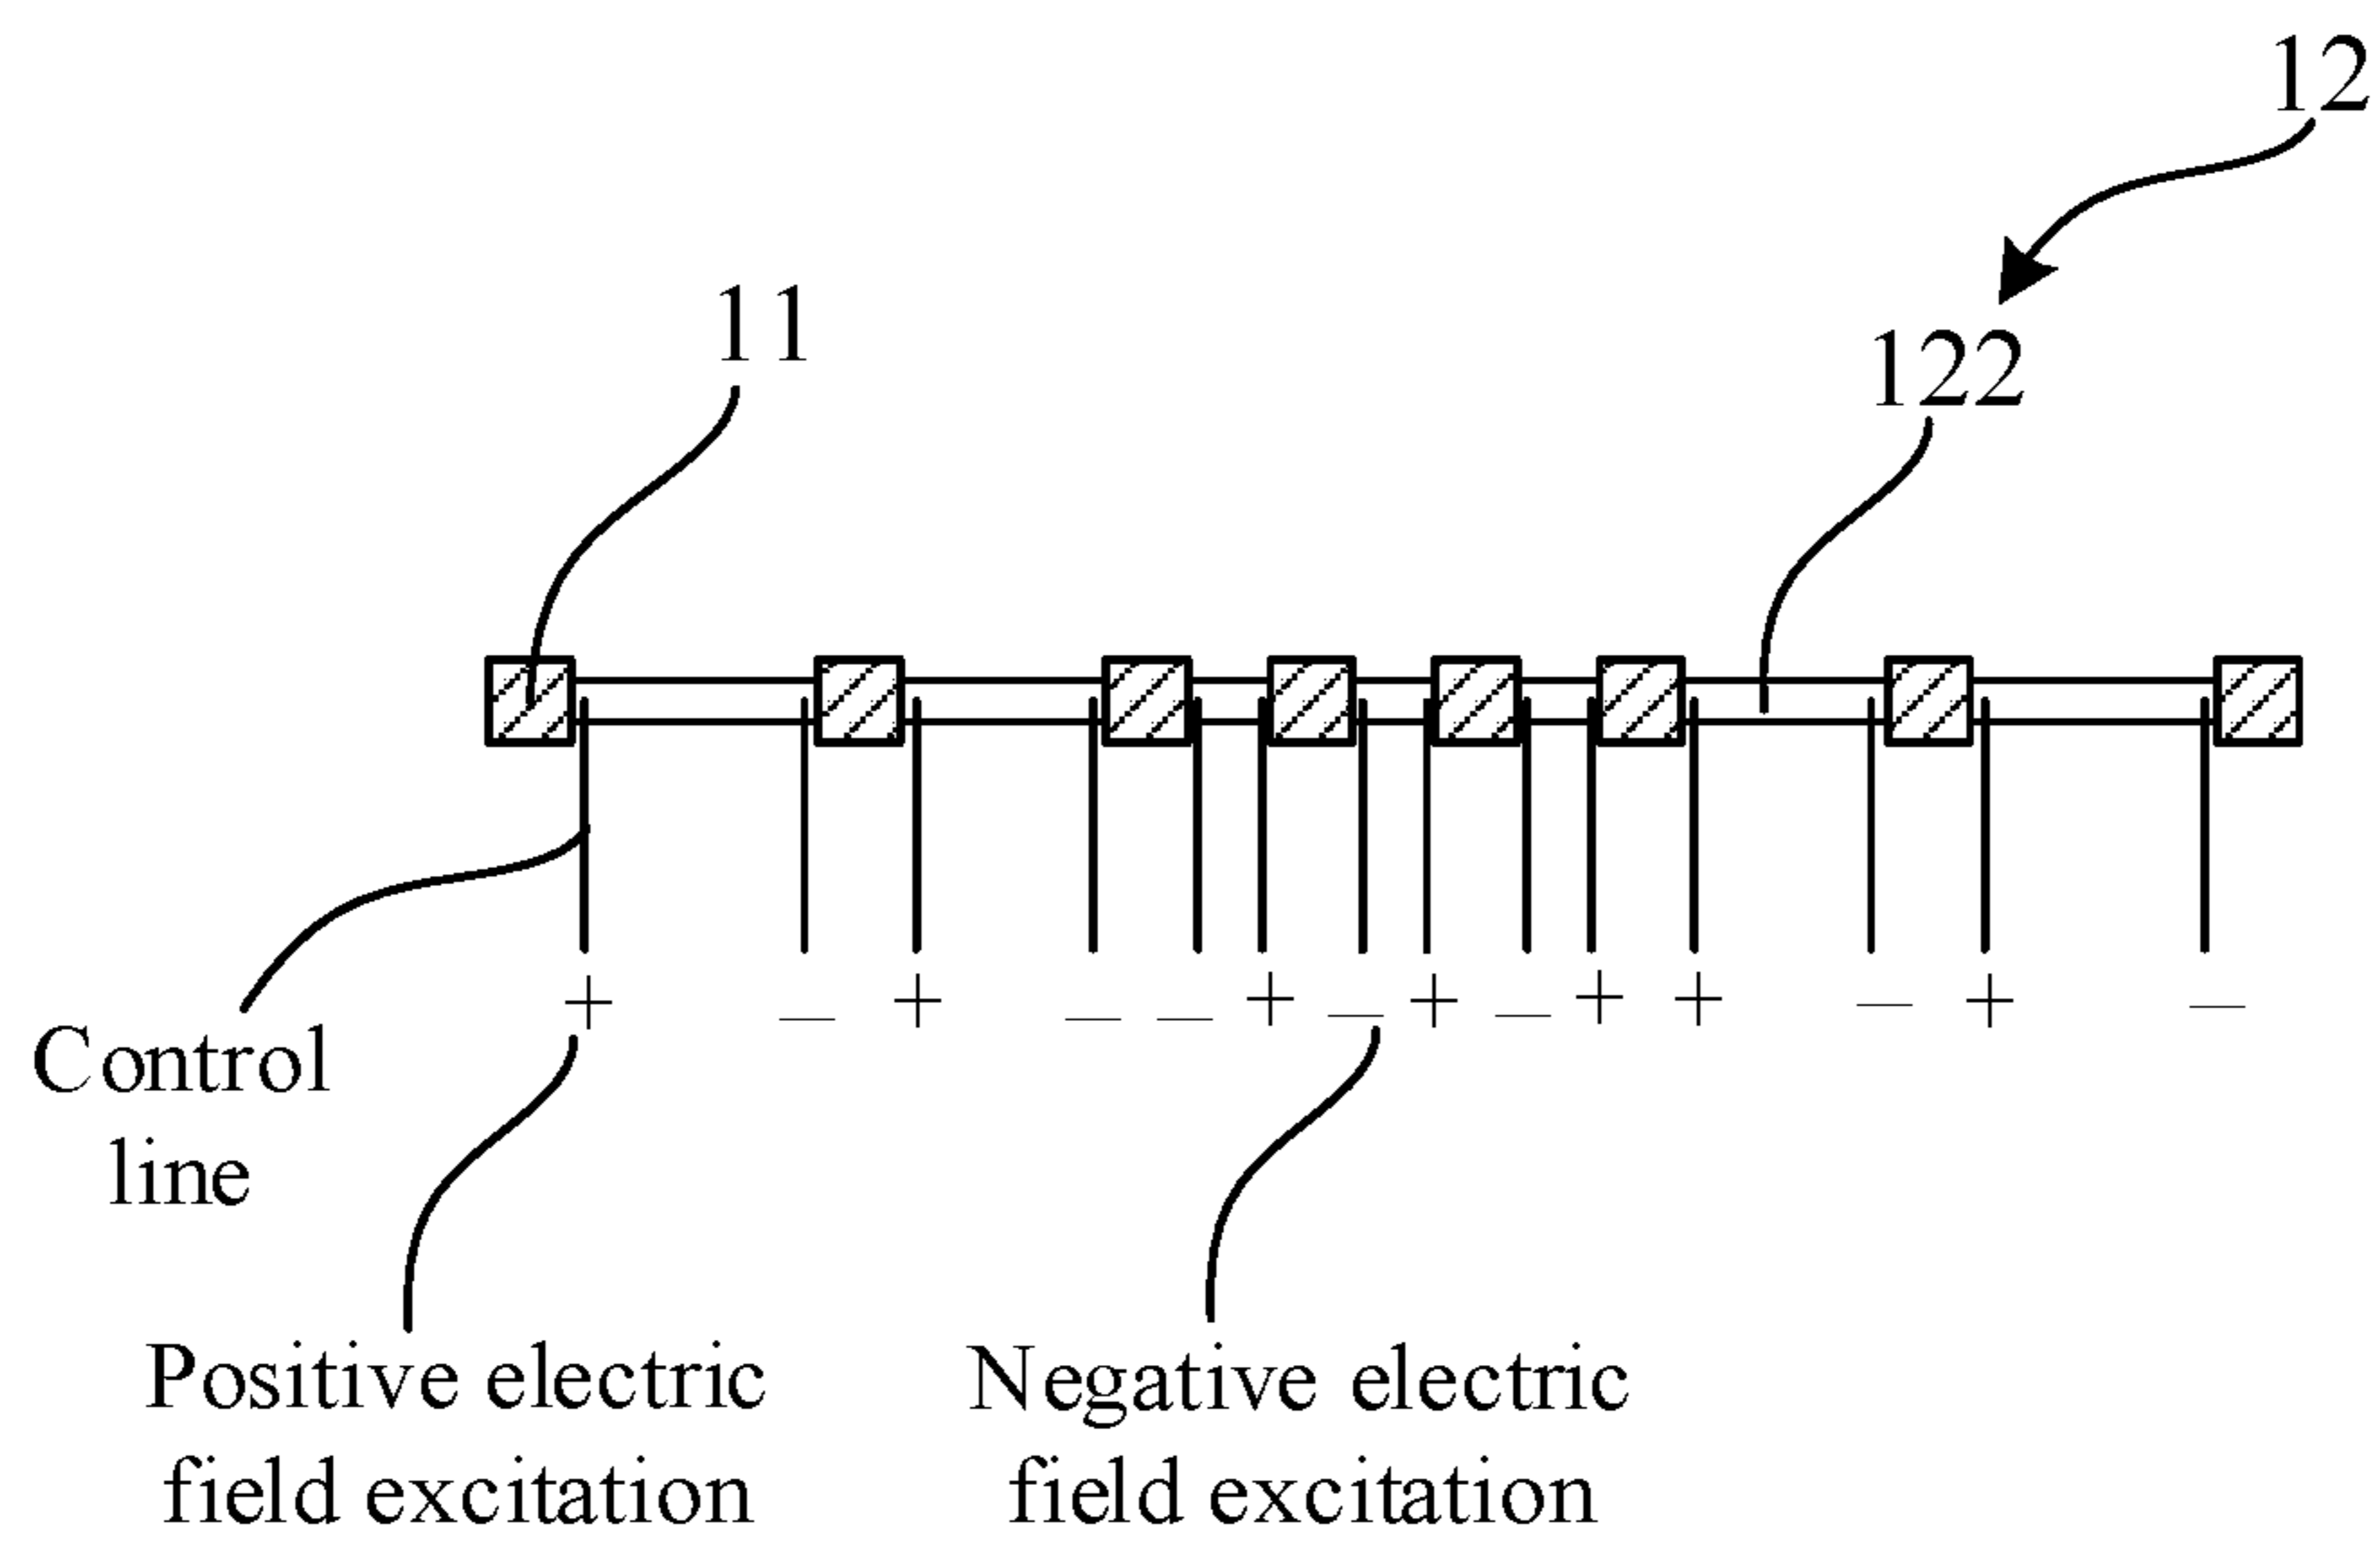 12
11
122
+ – + – – + – + – + + – + –
Control
line
Positive electric
field excitation
Negative electric
field excitation